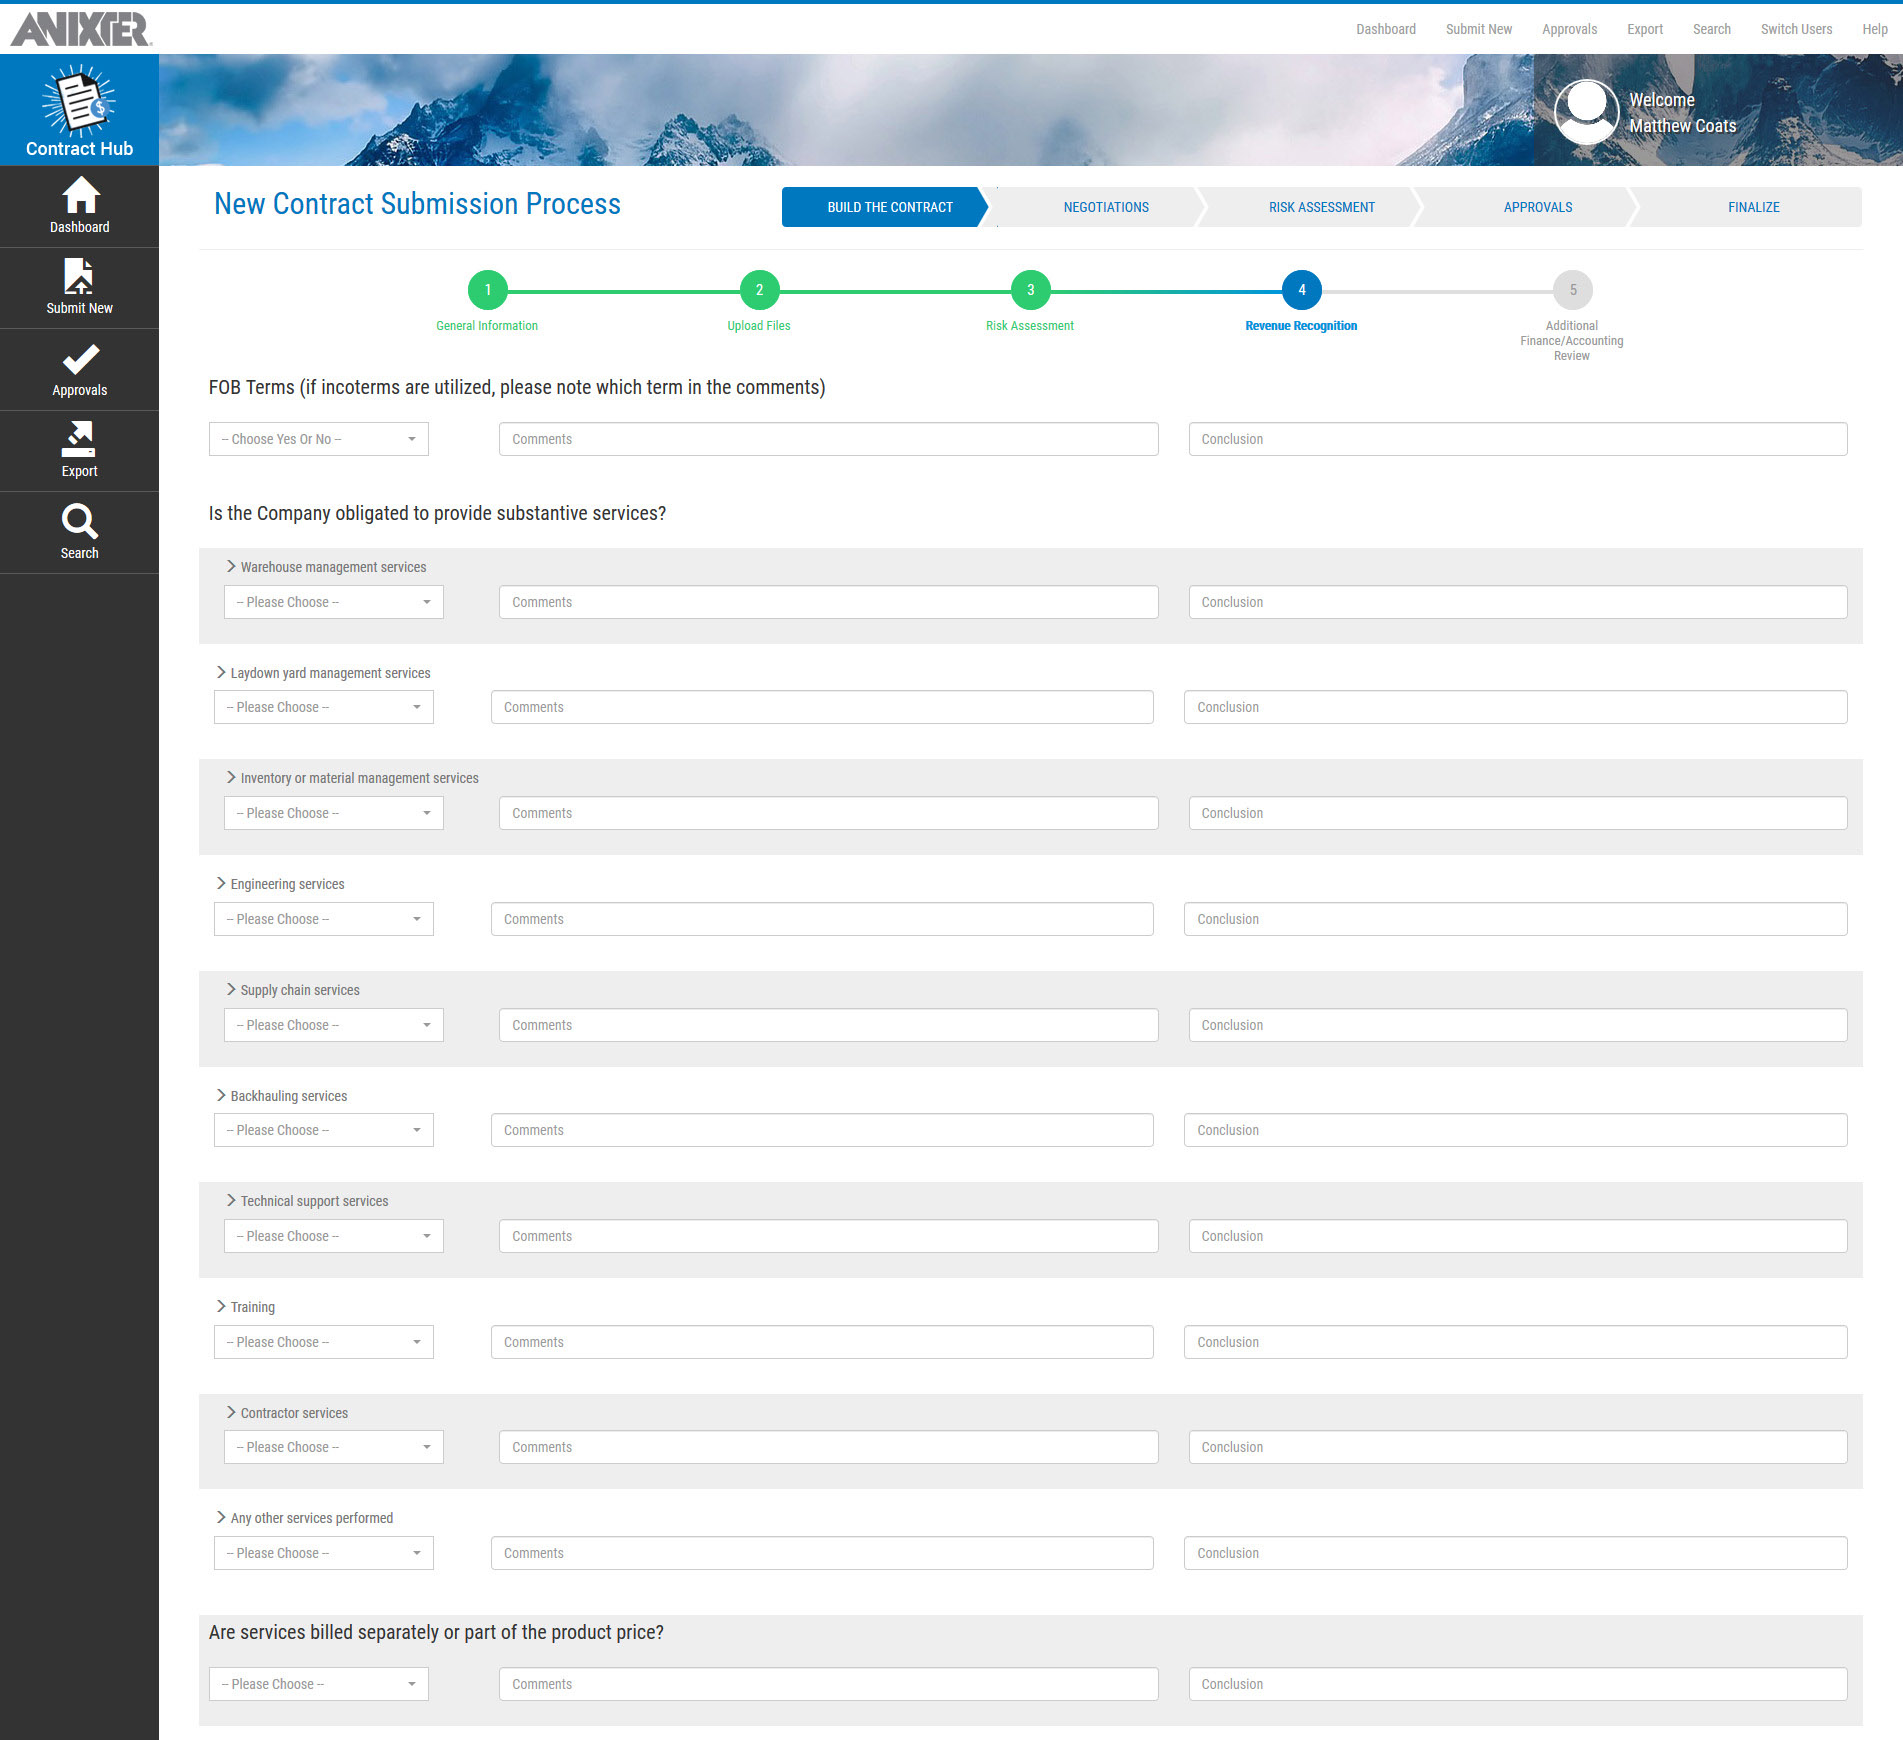 ANIXTER
Dashboard Submit New Approvals Export Search Switch Users Help
Contract Hub
Welcome
Matthew Coats
Dashboard
Submit New
Approvals
Export
Search
New Contract Submission Process
BUILD THE CONTRACT NEGOTIATIONS RISK ASSESSMENT APPROVALS FINALIZE
1 2 3 4 5
General Information Upload Files Risk Assessment Revenue Recognition Additional
Finance/Accounting
Review
FOB Terms (if incoterms are utilized, please note which term in the comments)
-- Choose Yes Or No -- Comments Conclusion
Is the Company obligated to provide substantive services?
Warehouse management services
-- Please Choose -- Comments Conclusion
Laydown yard management services
-- Please Choose -- Comments Conclusion
Inventory or material management services
-- Please Choose -- Comments Conclusion
Engineering services
-- Please Choose -- Comments Conclusion
Supply chain services
-- Please Choose -- Comments Conclusion
Backhauling services
-- Please Choose -- Comments Conclusion
Technical support services
-- Please Choose -- Comments Conclusion
Training
-- Please Choose -- Comments Conclusion
Contractor services
-- Please Choose -- Comments Conclusion
Any other services performed
-- Please Choose -- Comments Conclusion
Are services billed separately or part of the product price?
-- Please Choose -- Comments Conclusion